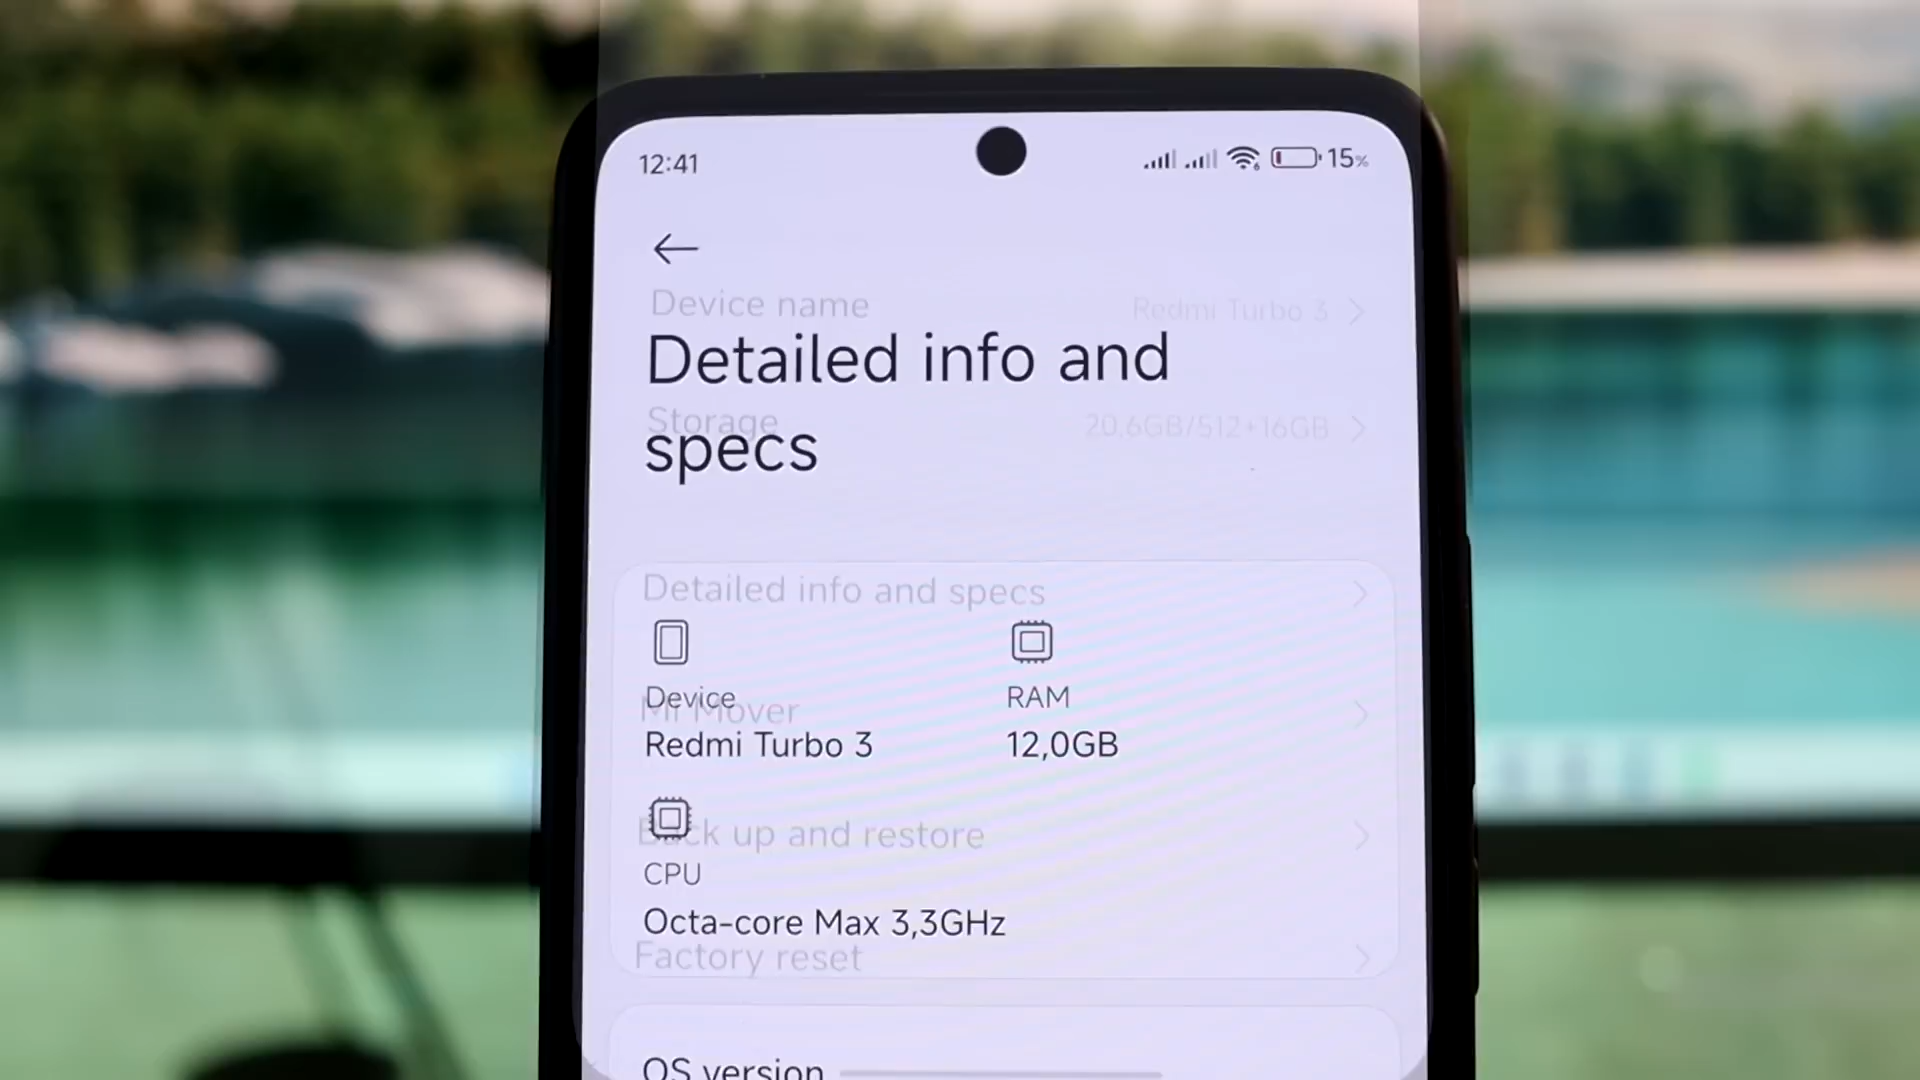 12:41
15%
Device name
Redmi Turbo 3
Detailed info and
Storage
20,6GB/512+16GB
specs
Detailed info and specs
Device
RAM
Mi Mover
Redmi Turbo 3
12,0GB
Back up and restore
CPU
Octa-core Max 3,3GHz
Factory reset
OS version